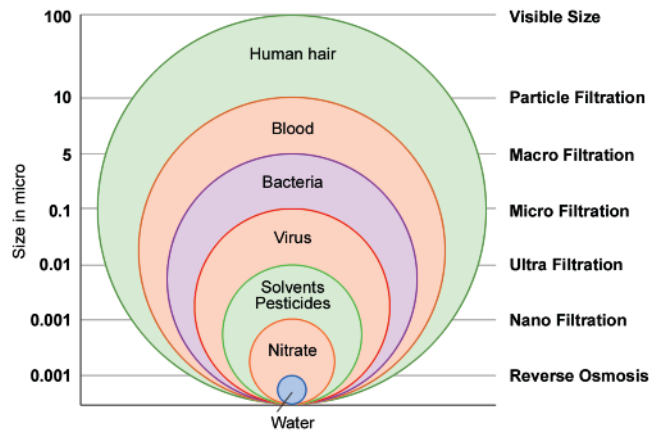 100
Visible Size
Human hair
10
Particle Filtration
Blood
5
Macro Filtration
Bacteria
Size in micro
0.1
Micro Filtration
Virus
0.01
Ultra Filtration
Solvents
Pesticides
0.001
Nano Filtration
Nitrate
0.001
Reverse Osmosis
Water